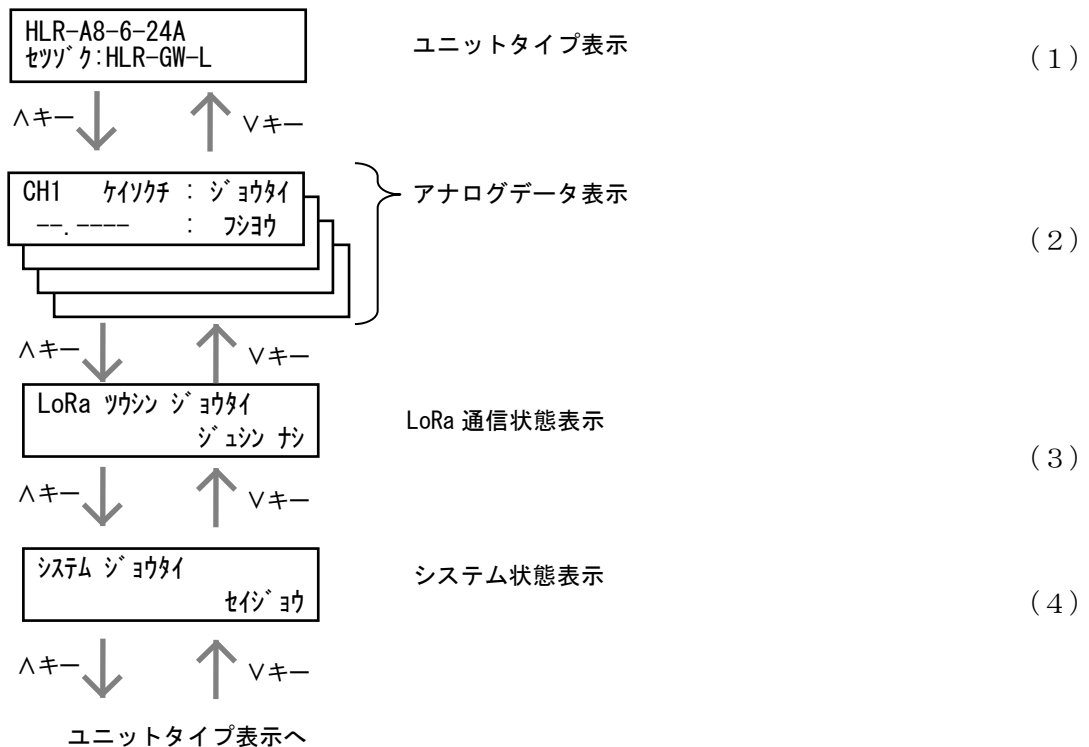 HLR-A8-6-24A ユニットタイプ表示 （１）
ｾﾂｿﾞｸ:HLR-GW-L
∧キー ∨キー
CH1 ｹｲｿｸﾁ : ｼﾞｮｳﾀｲ アナログデータ表示
--.---- : ﾌｼﾖｳ （２）
∧キー ∨キー
LoRa ﾂｳｼﾝ ｼﾞｮｳﾀｲ LoRa 通信状態表示
ｼﾞｭｼﾝ ﾅｼ （３）
∧キー ∨キー
ｼｽﾃﾑ ｼﾞｮｳﾀｲ システム状態表示
ｾｲｼﾞｮｳ （４）
∧キー ∨キー
ユニットタイプ表示へ